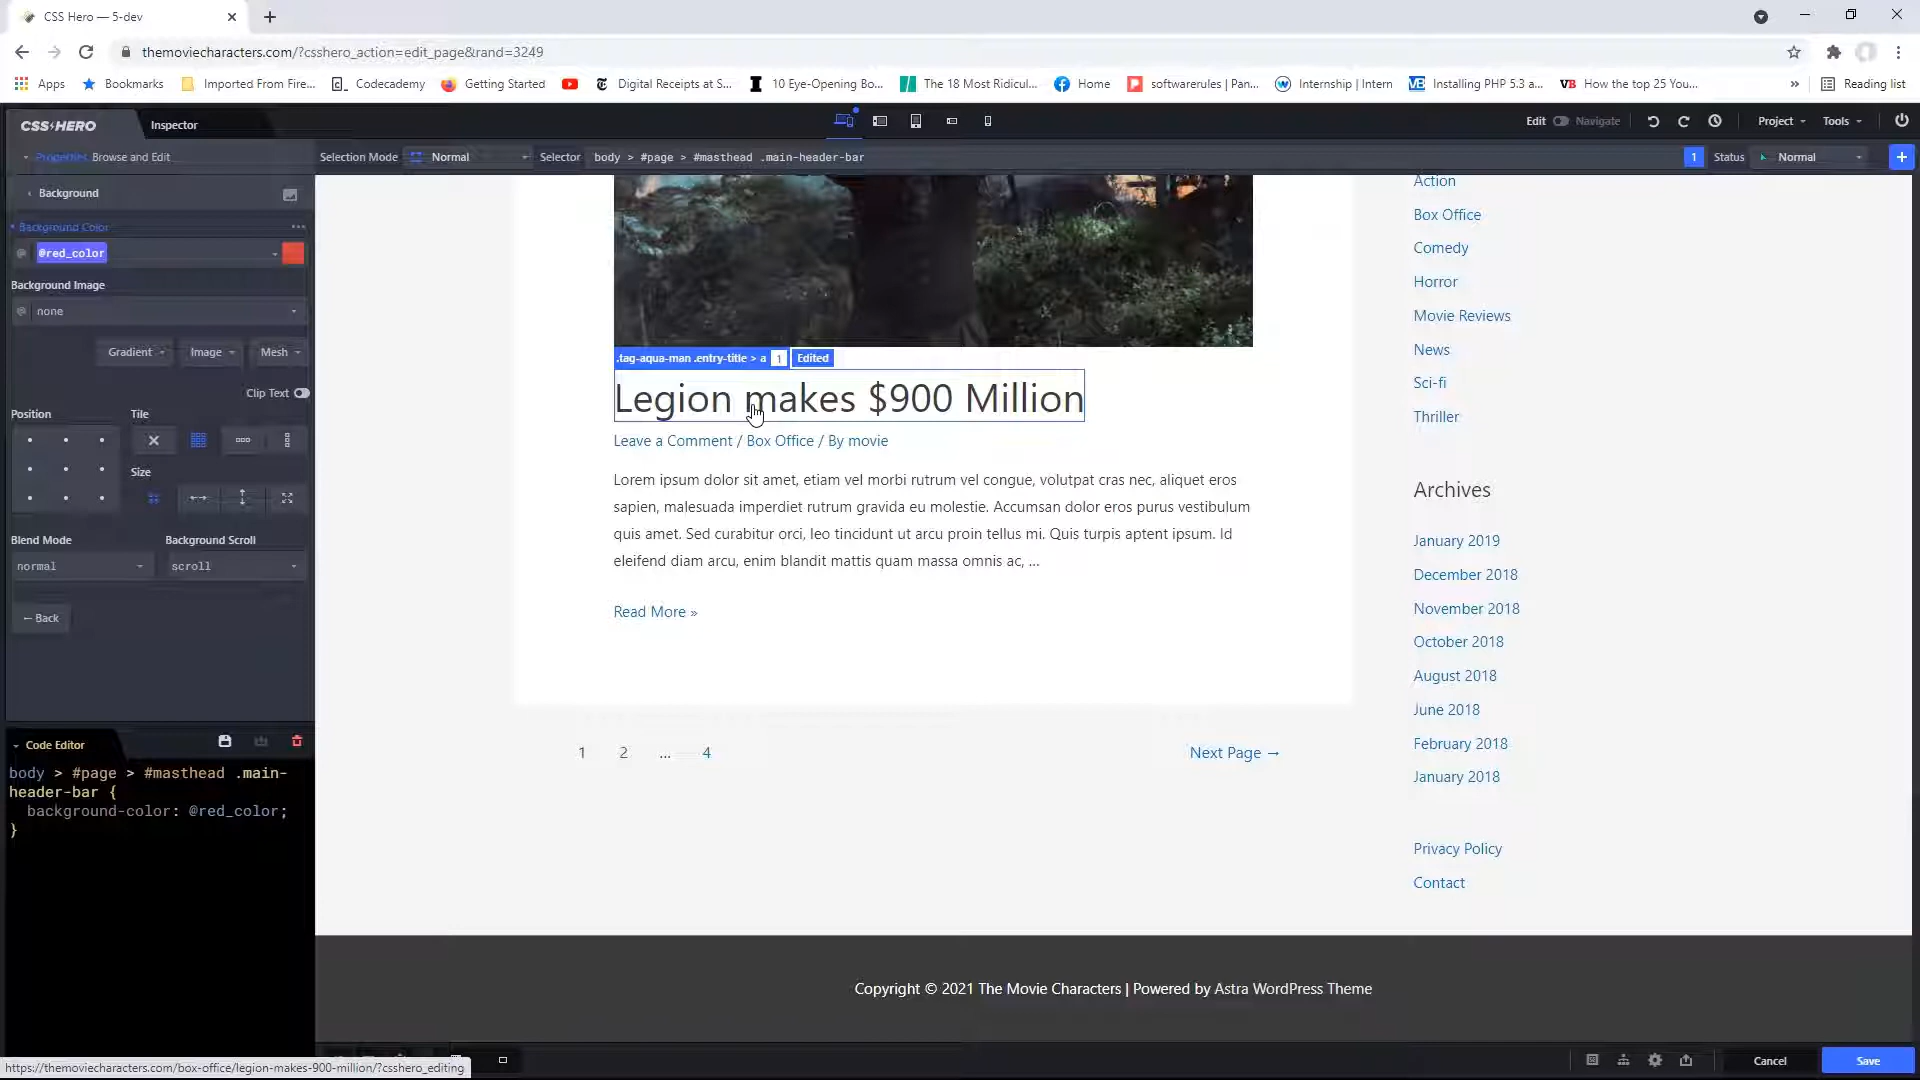 CSS Hero — 5-dev
themoviecharacters.com/?csshero_action=edit_page&rand=3249
Apps Bookmarks Imported From Fire... Codecademy Getting Started Digital Receipts at S... 10 Eye-Opening Bo... The 18 Most Ridicul... Home softwarerules | Pan... Internship | Intern Installing PHP 5.3 a... VB How the top 25 You... » Reading list
CSS HERO Inspector Edit Navigate Project Tools
Properties Browse and Edit Selection Mode Normal Selector body > #page > #masthead .main-header-bar 1 Status Normal +
Background
Background Color
@ @red_color
Background Image
@ none
Gradient Image Mesh
Clip Text
Position Tile
Size
Blend Mode Background Scroll
normal scroll
← Back
Code Editor
body > #page > #masthead .main-
header-bar {
background-color: @red_color;
}
.tag-aqua-man .entry-title > a 1 Edited
Legion makes $900 Million
Leave a Comment / Box Office / By movie
Lorem ipsum dolor sit amet, etiam vel morbi rutrum vel congue, volutpat cras nec, aliquet eros
sapien, malesuada imperdiet rutrum gravida eu molestie. Accumsan dolor eros purus vestibulum
quis amet. Sed curabitur orci, leo tincidunt ut arcu proin tellus mi. Quis turpis aptent ipsum. Id
eleifend diam arcu, enim blandit mattis quam massa omnis ac, ...
Read More »
1 2 ... 4 Next Page →
Action
Box Office
Comedy
Horror
Movie Reviews
News
Sci-fi
Thriller
Archives
January 2019
December 2018
November 2018
October 2018
August 2018
June 2018
February 2018
January 2018
Privacy Policy
Contact
Copyright © 2021 The Movie Characters | Powered by Astra WordPress Theme
https://themoviecharacters.com/box-office/legion-makes-900-million/?csshero_editing
Cancel Save